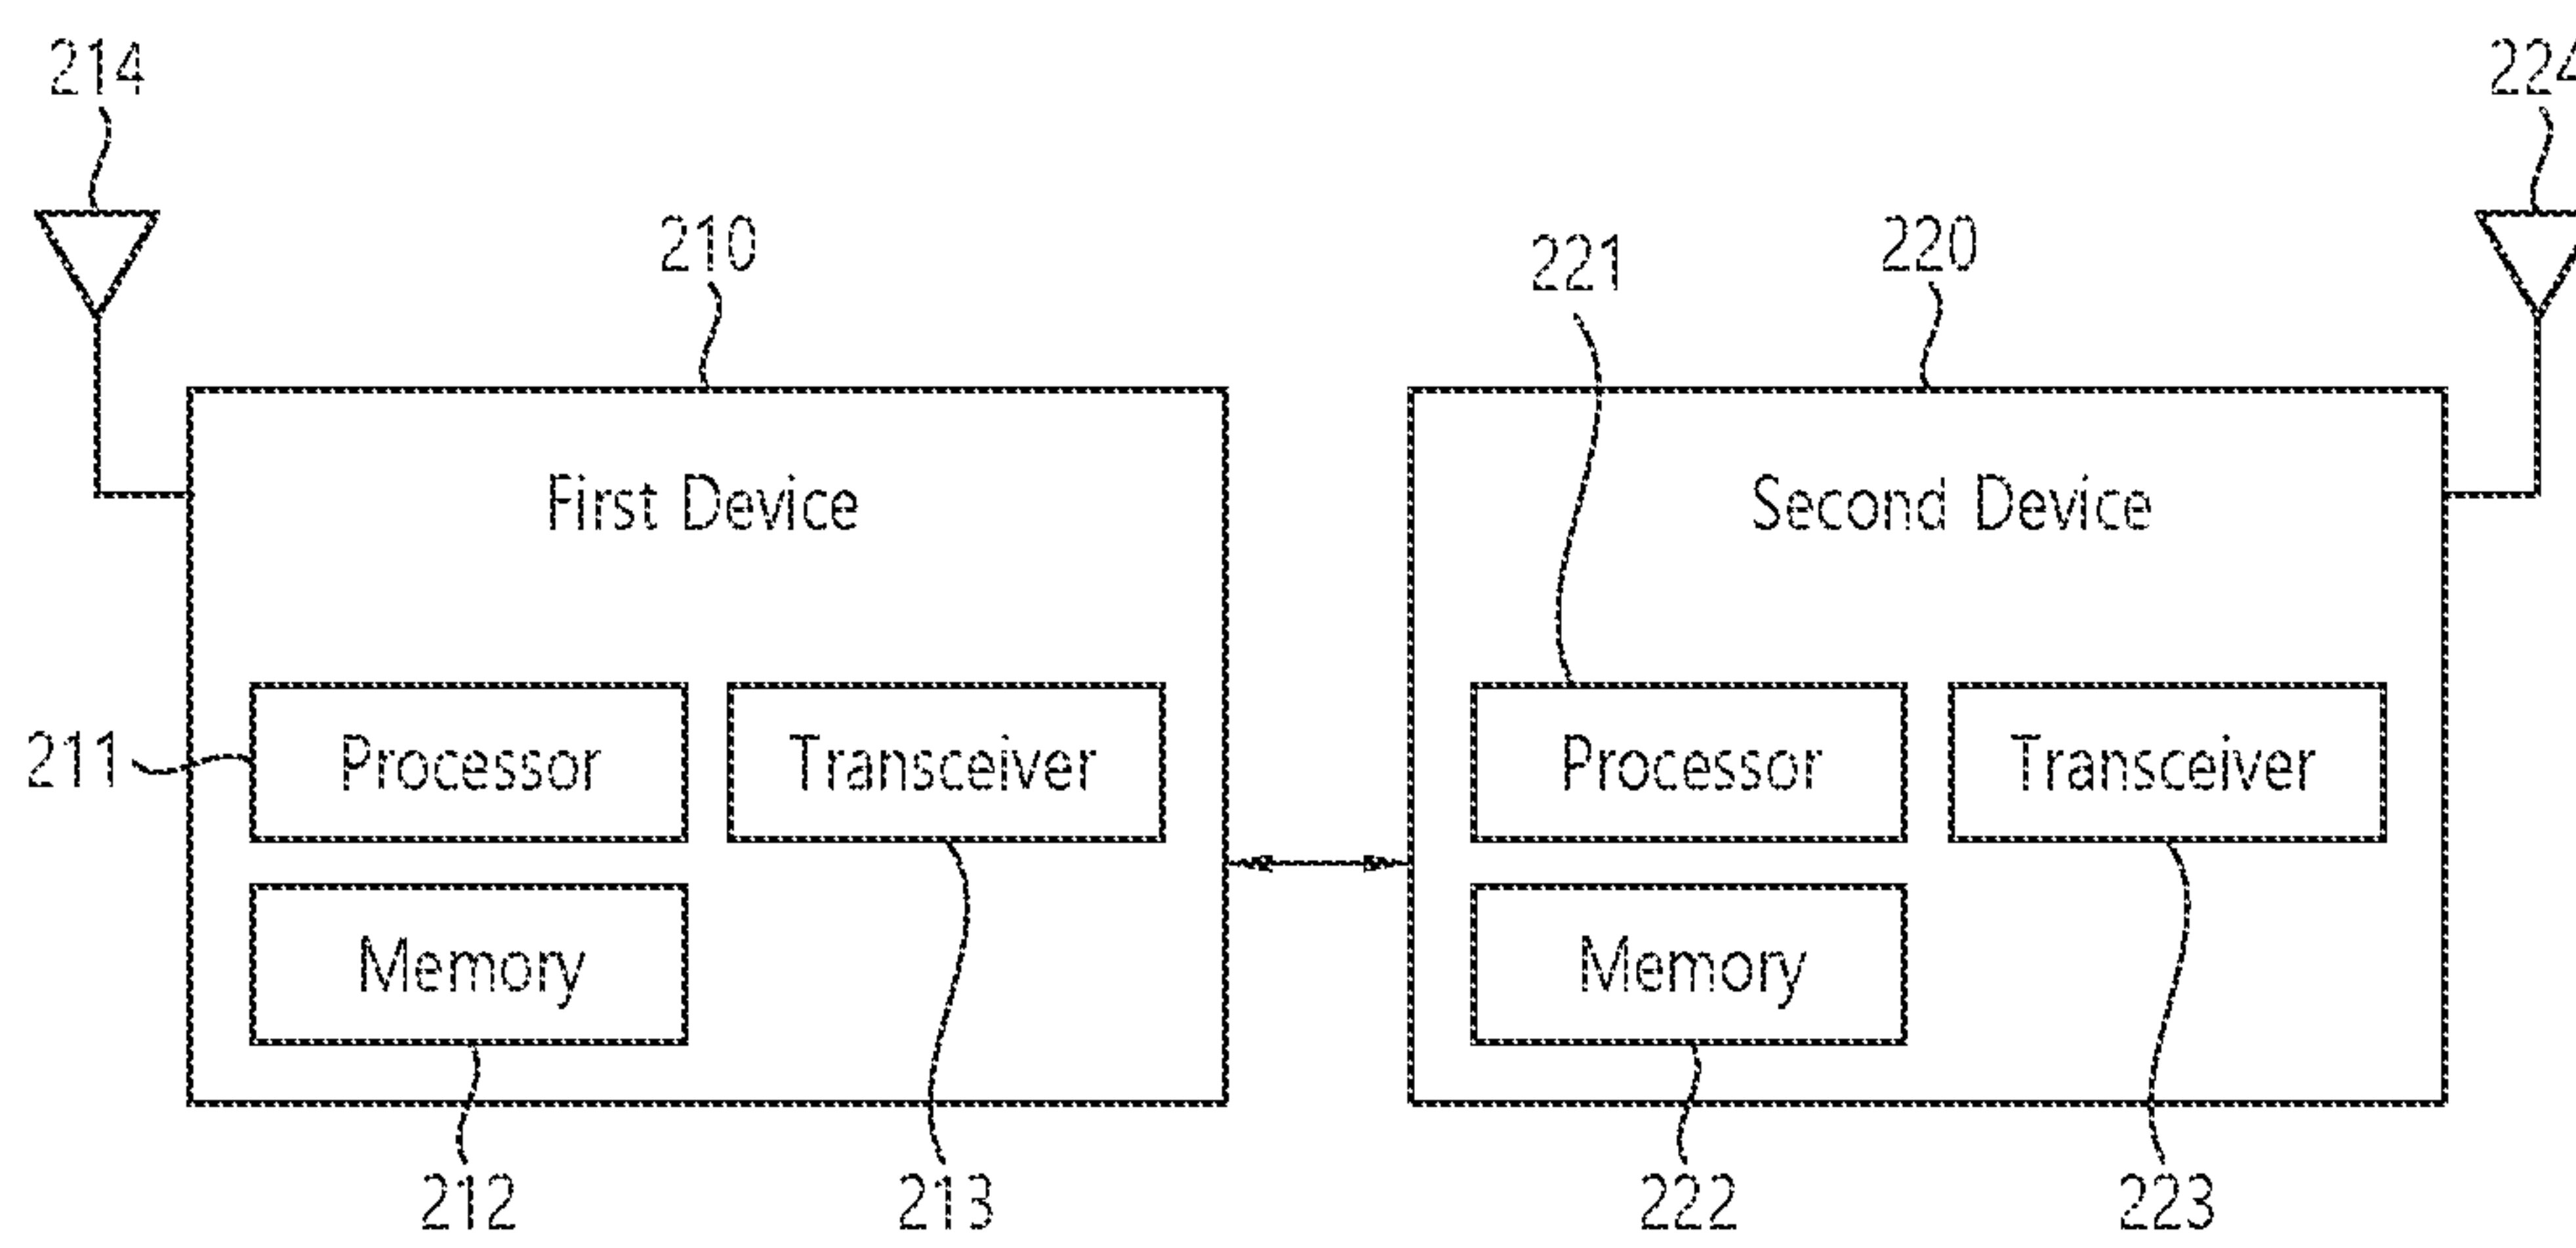 214
224
210
221
220
First Device
Second Device
211
Processor
Transceiver
Processor
Transceiver
Memory
Memory
212
213
222
223